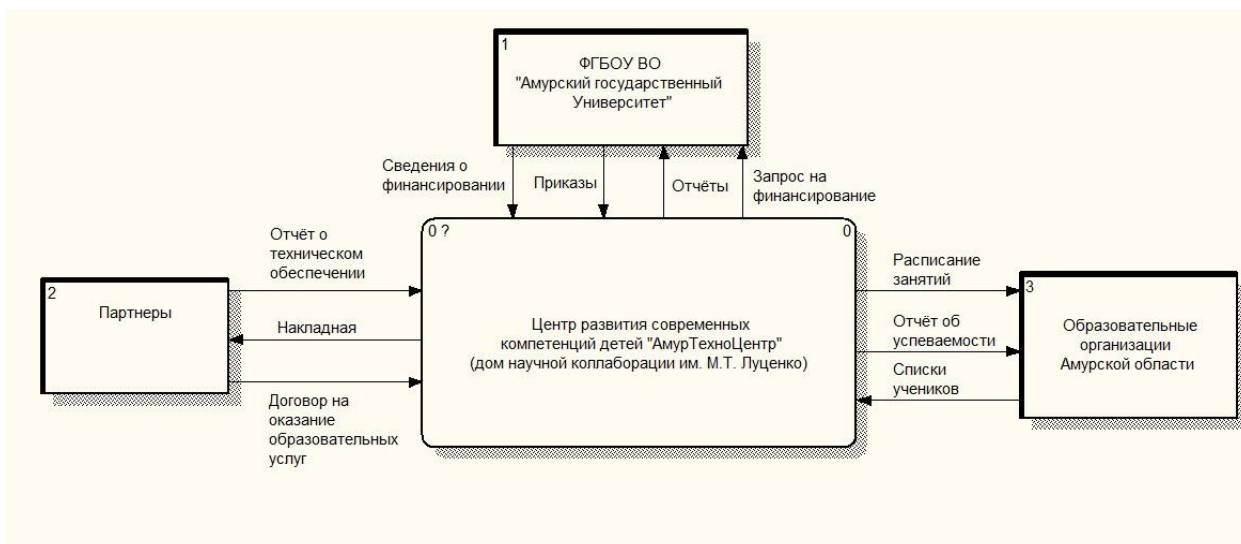 1
ФГБОУ ВО
"Амурский государственный
Университет"
Сведения о
финансировании
Приказы
Отчёты
Запрос на
финансирование
Отчёт о
техническом
обеспечении
0 ?
0
Расписание
занятий
2
Партнеры
Накладная
Центр развития современных
компетенций детей "АмурТехноЦентр"
(дом научной коллаборации им. М.Т. Луценко)
Отчёт об
успеваемости
3
Образовательные
организации
Амурской области
Списки
учеников
Договор на
оказание
образовательных
услуг